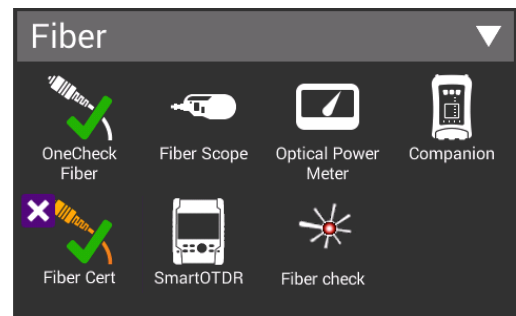 Fiber
OneCheck
Fiber
Fiber Scope
Optical Power
Meter
Companion
Fiber Cert
SmartOTDR
Fiber check